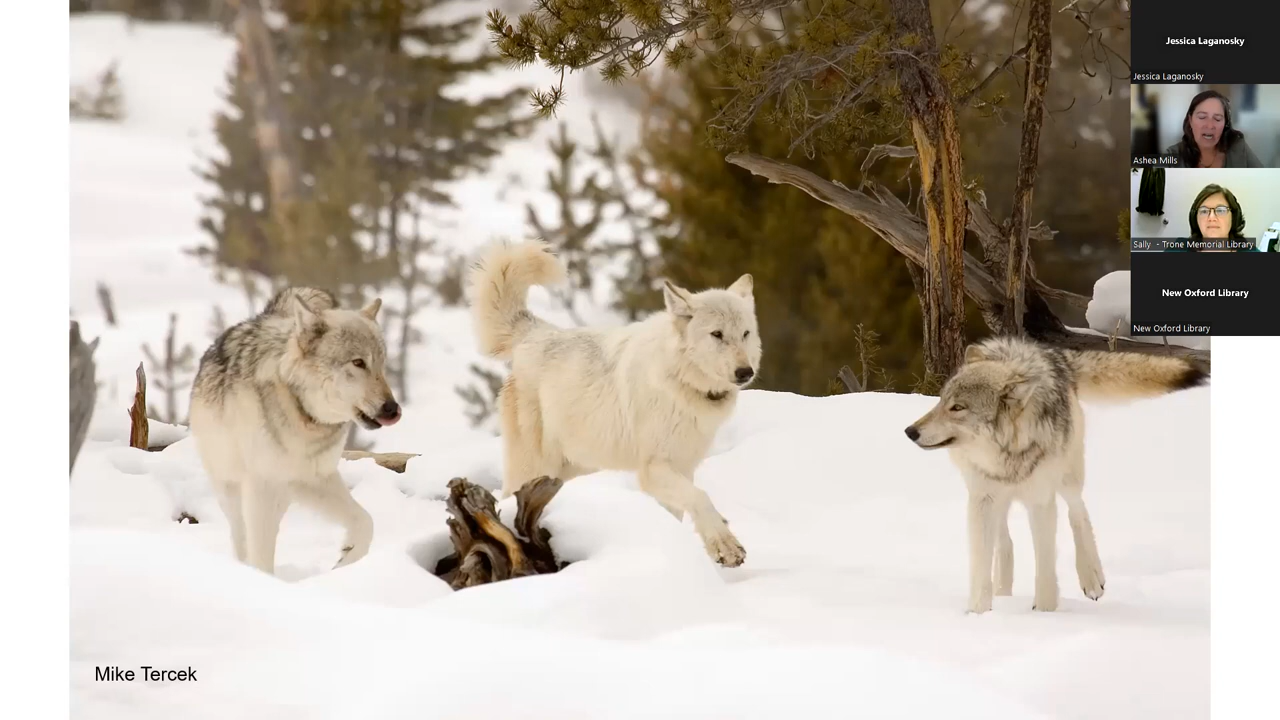 Jessica Laganosky
Jessica Laganosky
Ashea Mills
Sally - Trone Memorial Library
New Oxford Library
New Oxford Library
Mike Tercek